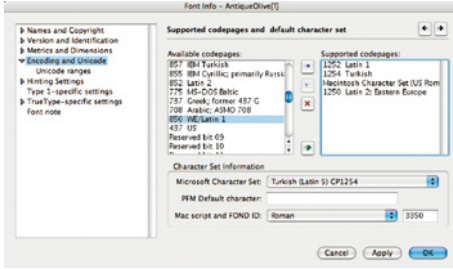 Font Info – AntiqueOlive[T]
Names and Copyright
Version and Identification
Metrics and Dimensions
Encoding and Unicode
Unicode ranges
Hinting Settings
Type 1-specific settings
TrueType-specific settings
Font note
Supported codepages and default character set
Available codepages:
857 IBM Turkish
855 IBM Cyrillic; primarily Russi
852 Latin 2
775 MS-DOS Baltic
737 Greek; former 437 G
708 Arabic; ASMO 708
850 WE/Latin 1
437 US
Reserved bit 09
Reserved bit 10
Supported codepages:
1252 Latin 1
1254 Turkish
Macintosh Character Set (US Rom
1250 Latin 2: Eastern Europe
Character Set Information
Microsoft Character Set: Turkish (Latin 5) CP1254
PFM Default character:
Mac script and FOND ID: Roman 3350
Cancel Apply OK